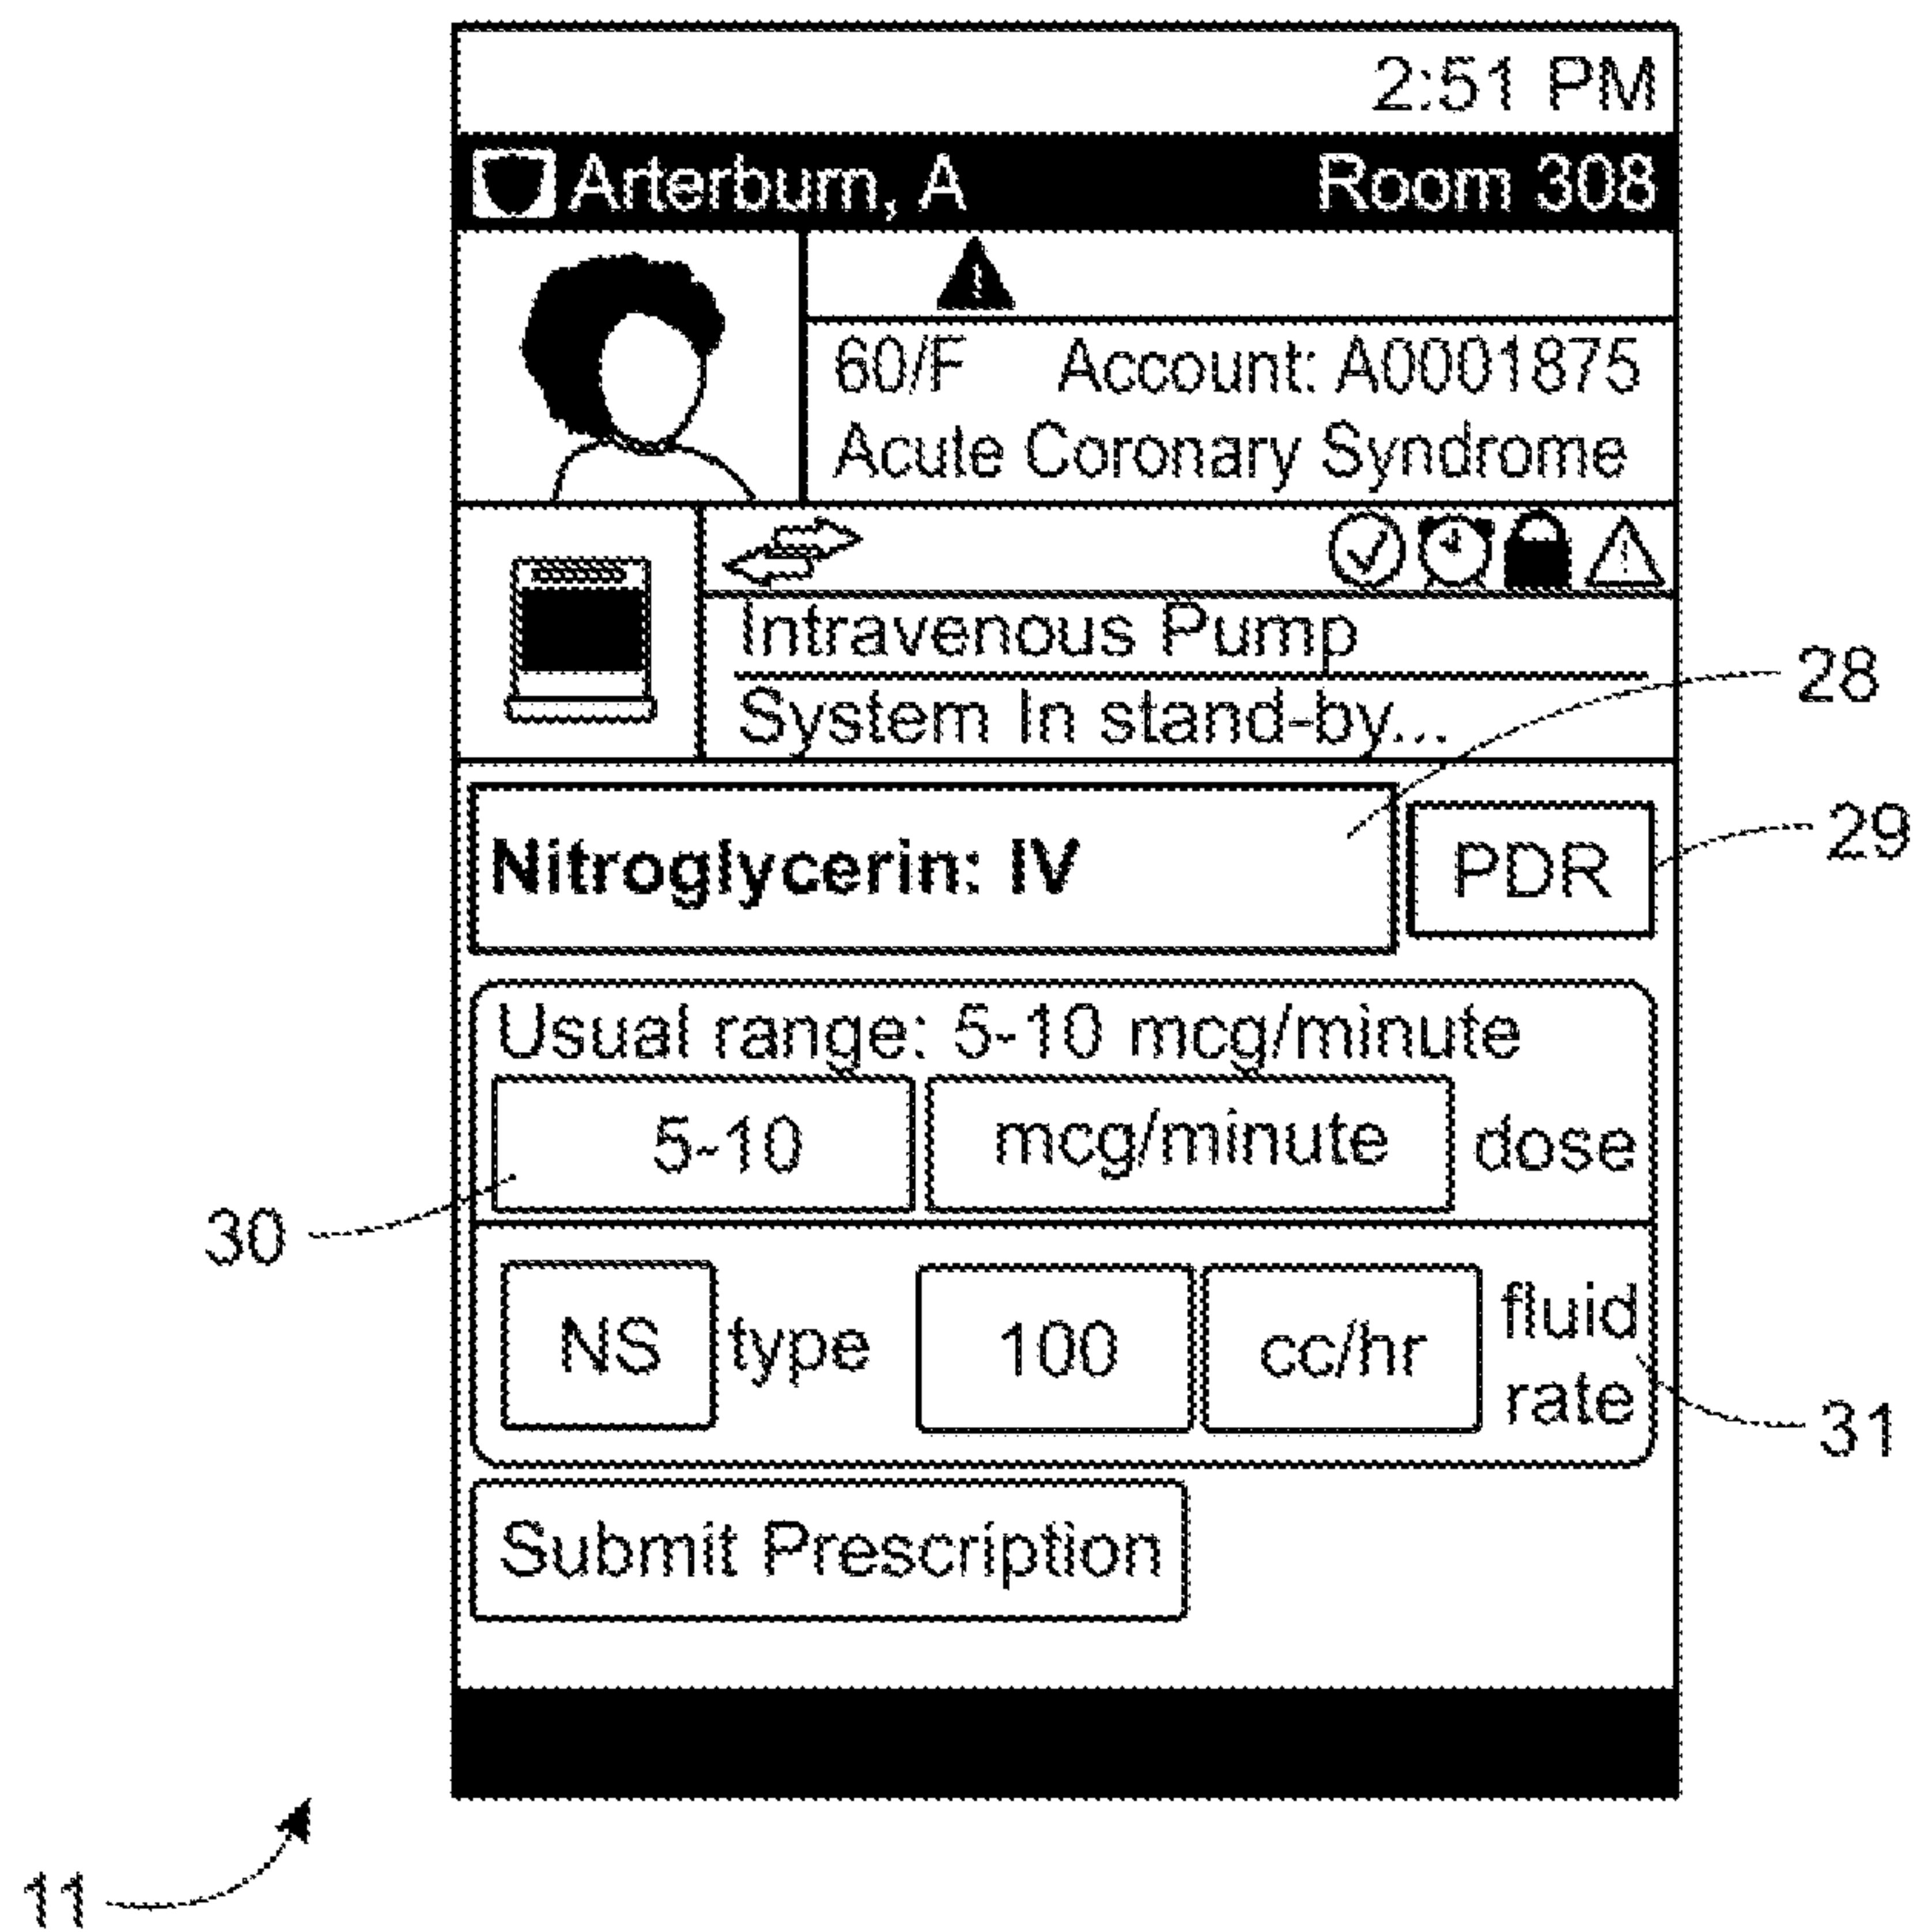 2:51 PM
Arterburn, A Room 308
60/F Account: A0001875
Acute Coronary Syndrome
Intravenous Pump
System In stand-by...
28
Nitroglycerin: IV PDR
29
Usual range: 5-10 mcg/minute
5-10 mcg/minute dose
30
NS type 100 cc/hr fluid rate
31
Submit Prescription
11